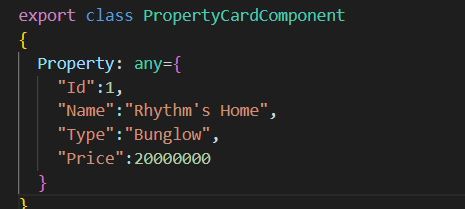 export class PropertyCardComponent
{
Property: any={
"Id":1,
"Name":"Rhythm's Home",
"Type":"Bunglow",
"Price":20000000
}
}